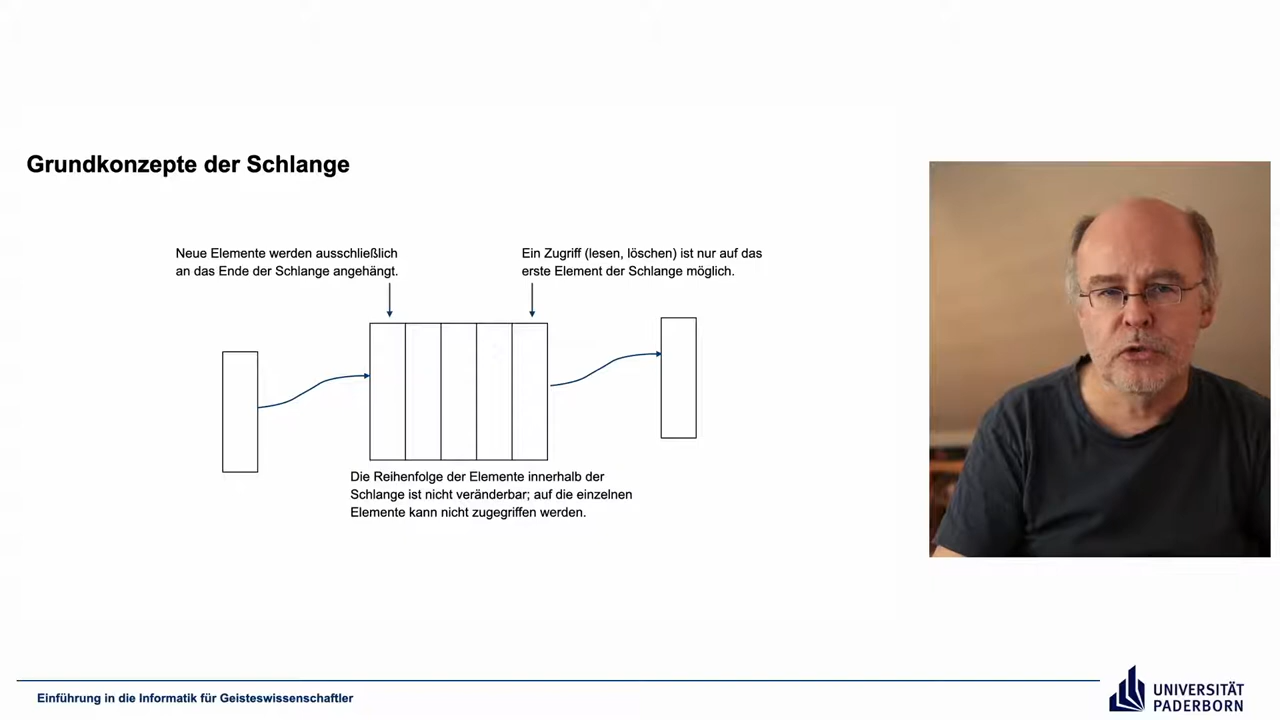 Grundkonzepte der Schlange
Neue Elemente werden ausschließlich
an das Ende der Schlange angehängt.
Ein Zugriff (lesen, löschen) ist nur auf das
erste Element der Schlange möglich.
Die Reihenfolge der Elemente innerhalb der
Schlange ist nicht veränderbar; auf die einzelnen
Elemente kann nicht zugegriffen werden.
Einführung in die Informatik für Geisteswissenschaftler
UNIVERSITÄT
PADERBORN